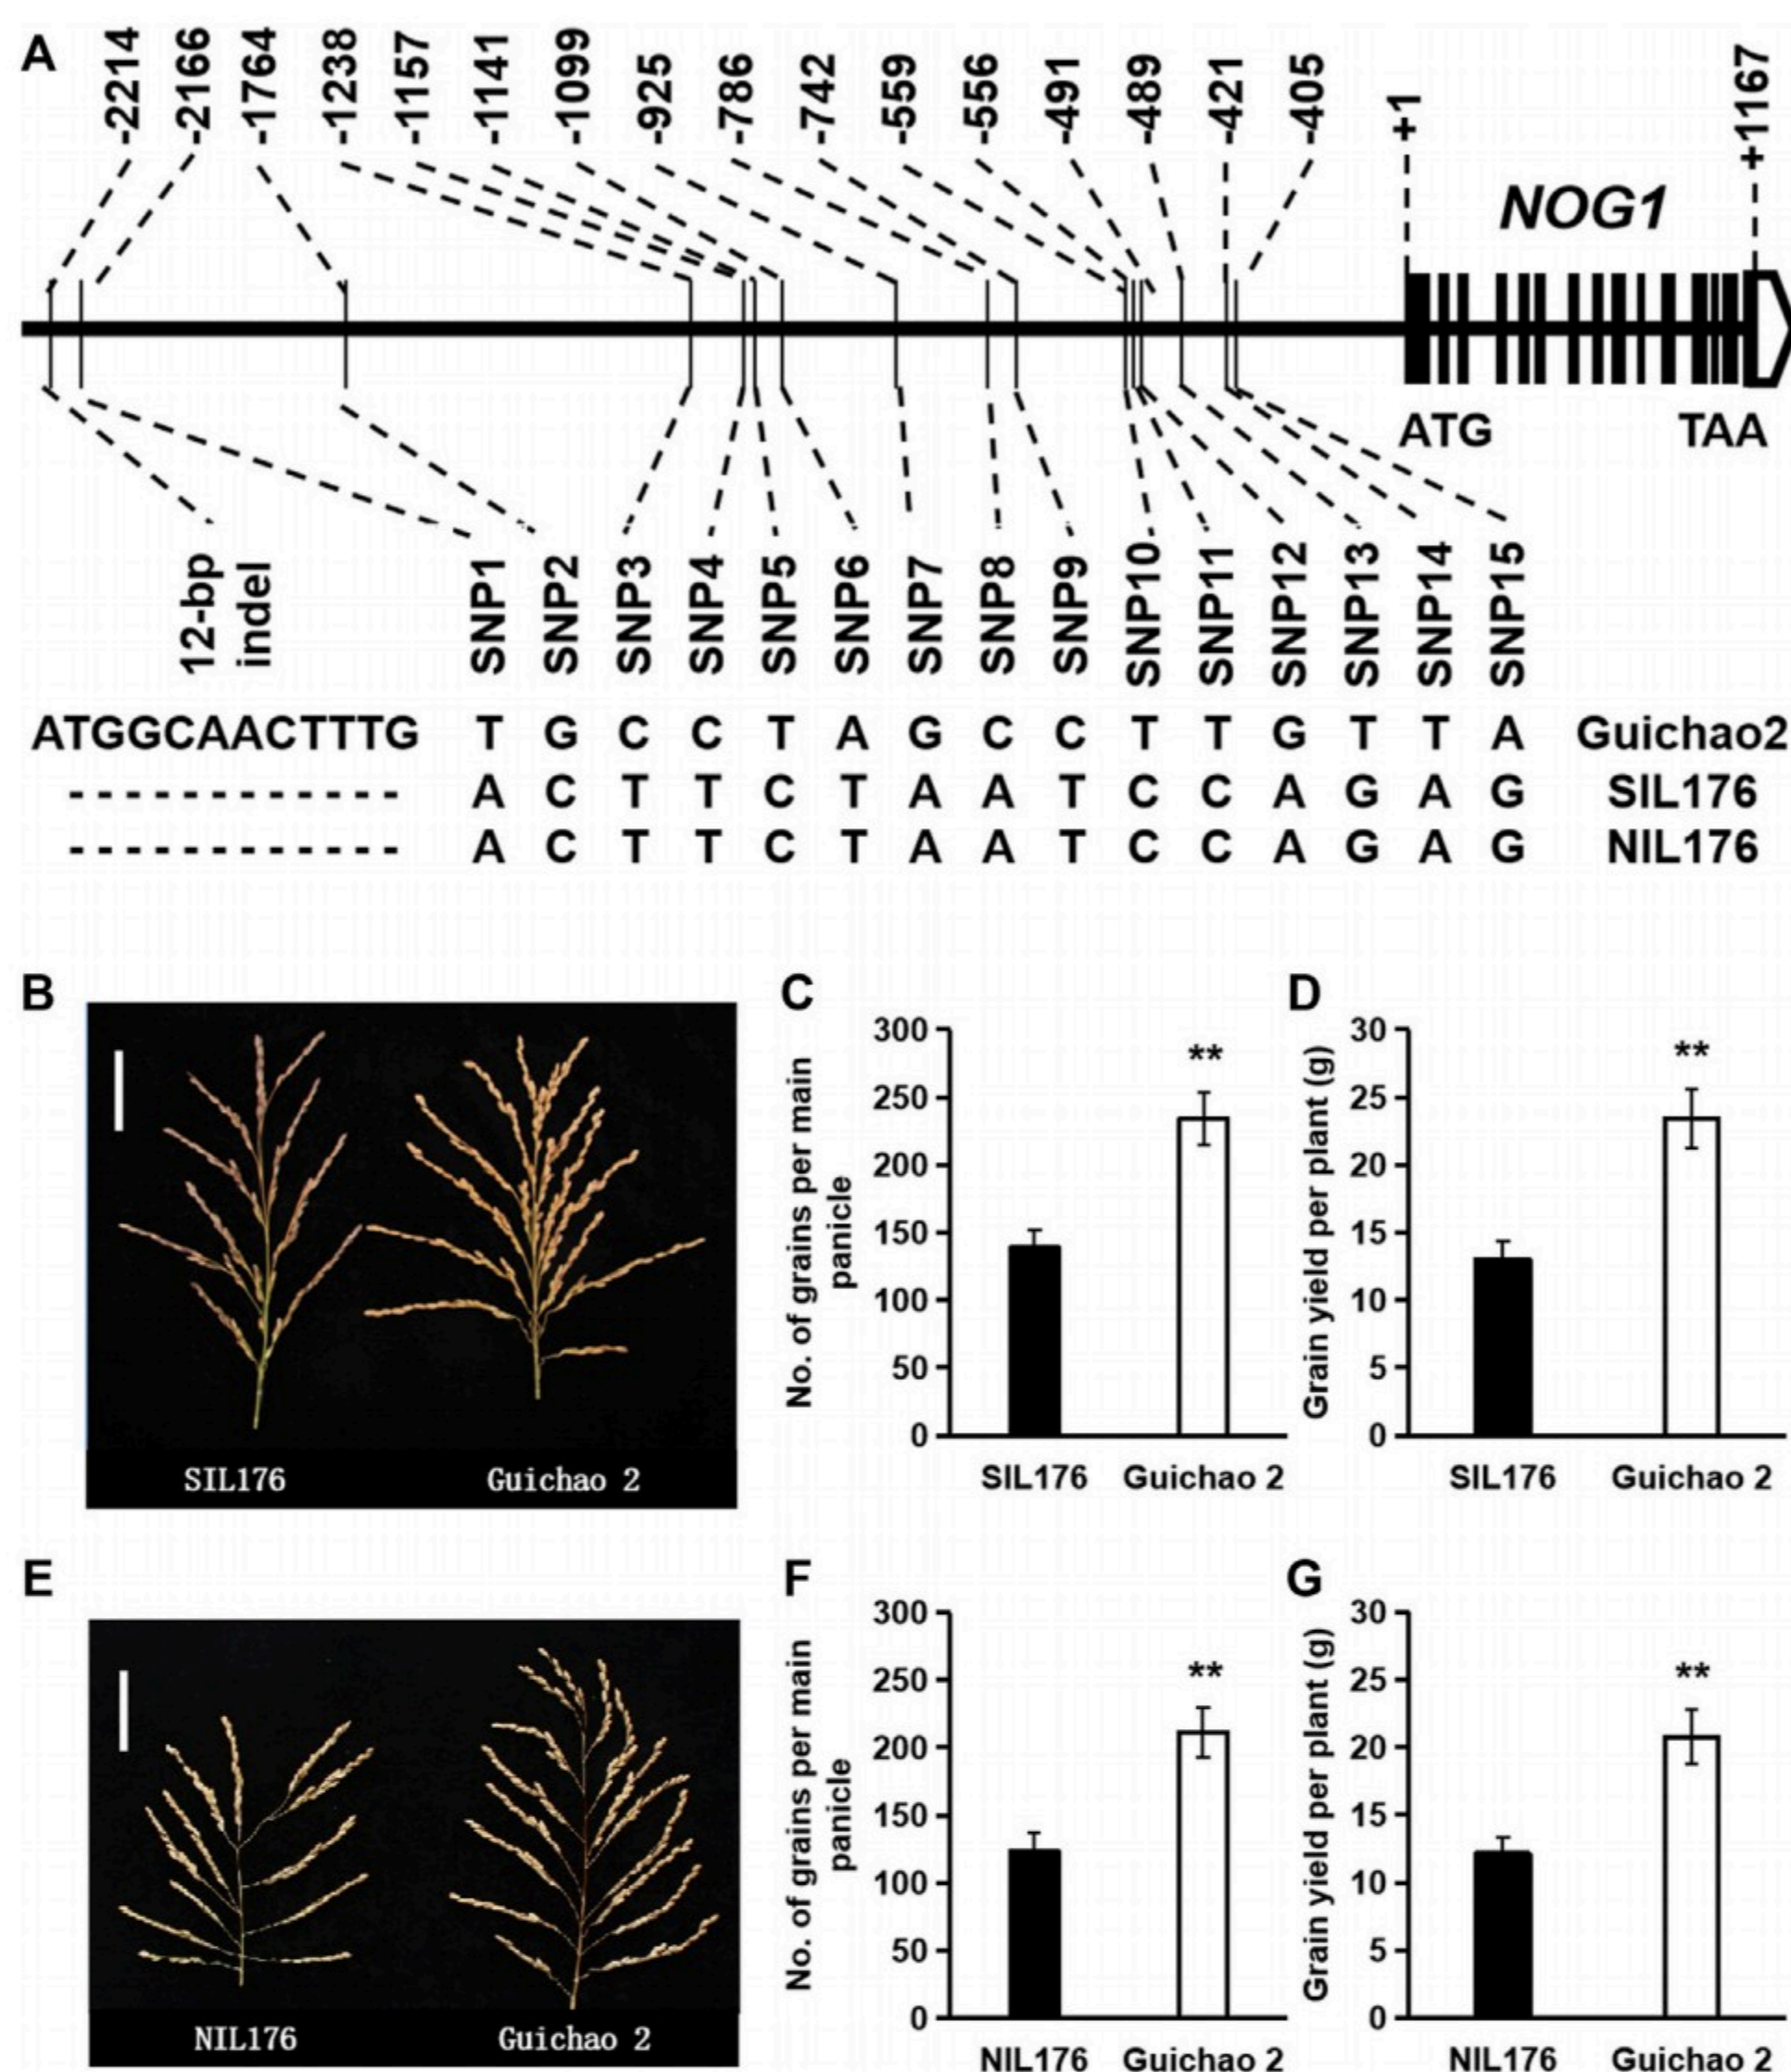 A
-2214 -2166 -1764 -1238 -1157 -1141 -1099 -925 -786 -742 -559 -556 -491 -489 -421 -405 +1 +1167
NOG1
ATG TAA
12-bp
indel
SNP1 SNP2 SNP3 SNP4 SNP5 SNP6 SNP7 SNP8 SNP9 SNP10 SNP11 SNP12 SNP13 SNP14 SNP15
ATGGCAACTTTG T G C C T A G C C T T G T T A Guichao2
- - - - - - - - - - - - A C T T C T A A T C C A G A G SIL176
- - - - - - - - - - - - A C T T C T A A T C C A G A G NIL176
B
SIL176 Guichao 2
C
No. of grains per main
panicle
300
250
200
150
100
50
0
**
SIL176 Guichao 2
D
Grain yield per plant (g)
30
25
20
15
10
5
0
**
SIL176 Guichao 2
E
NIL176 Guichao 2
F
No. of grains per main
panicle
300
250
200
150
100
50
0
**
NIL176 Guichao 2
G
Grain yield per plant (g)
30
25
20
15
10
5
0
**
NIL176 Guichao 2